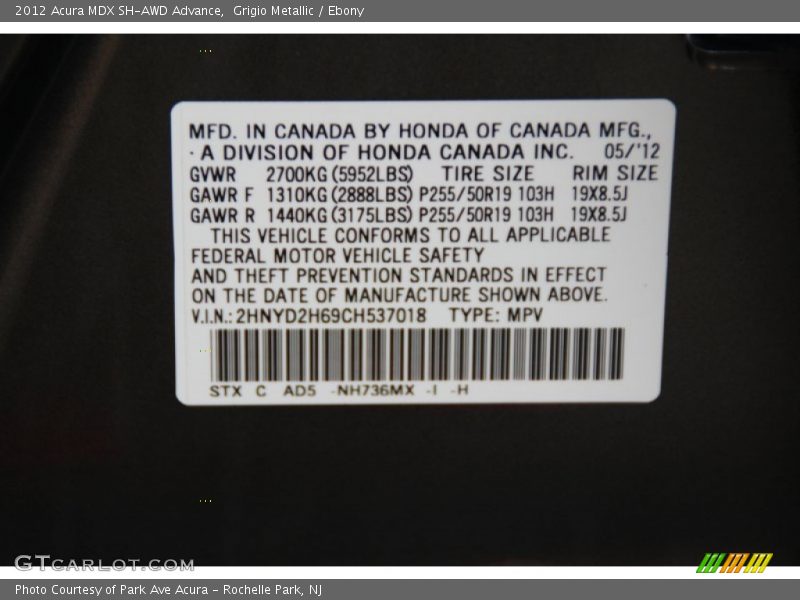 2012 Acura MDX SH-AWD Advance,  Grigio Metallic / Ebony
MFD. IN CANADA BY HONDA OF CANADA MFG.,
A DIVISION OF HONDA CANADA INC. 05/'12
GVWR 2700KG (5952LBS) TIRE SIZE RIM SIZE
GAWR F 1310KG (2888LBS) P255/50R19 103H 19X8.5J
GAWR R 1440KG (3175LBS) P255/50R19 103H 19X8.5J
THIS VEHICLE CONFORMS TO ALL APPLICABLE
FEDERAL MOTOR VEHICLE SAFETY
AND THEFT PREVENTION STANDARDS IN EFFECT
ON THE DATE OF MANUFACTURE SHOWN ABOVE.
V.I.N.: 2HNYD2H69CH537018 TYPE: MPV
STX C AD5 -NH736MX -I -H
GTCARLOT.COM
Photo Courtesy of Park Ave Acura - Rochelle Park, NJ